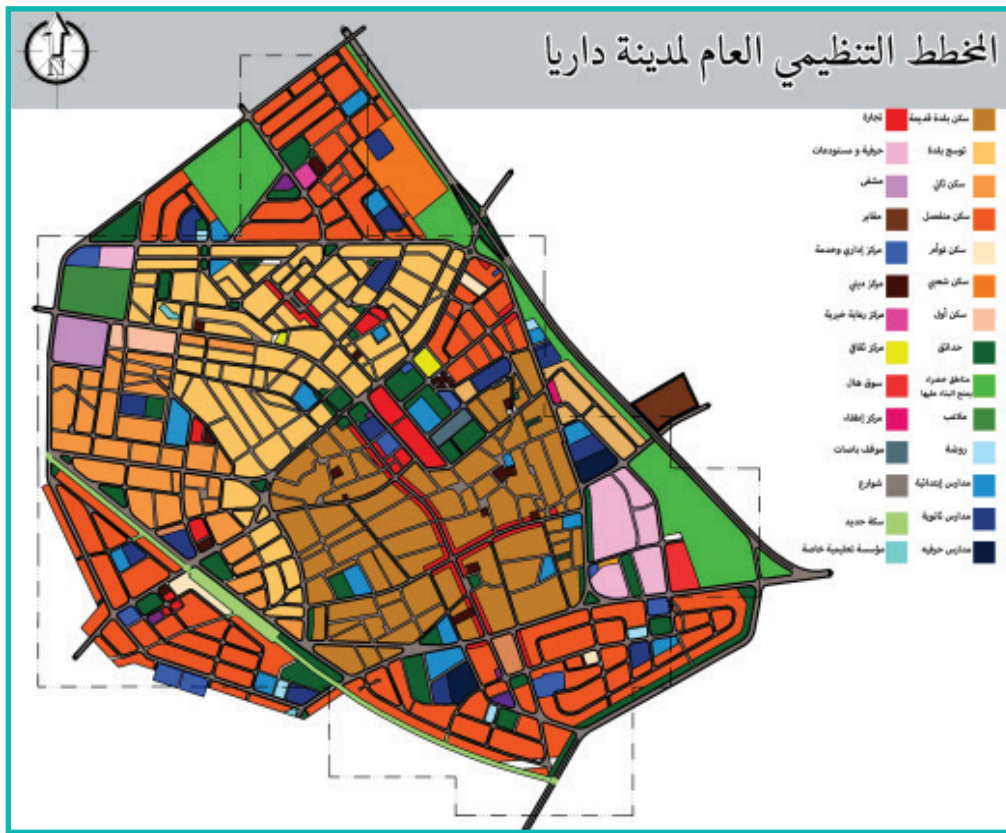 المخطط التنظيمي العام لمدينة داريا
N
سكن بلدة قديمة
تجارة
توسع بلدة
حرفية و مستودعات
سكن ثاني
مشفى
سكن منفصل
مقابر
سكن توأم
مركز إداري وخدمة
سكن شعبي
مركز ديني
سكن أول
مركز رعاية خيرية
حدائق
مركز ثقافي
مناطق خضراء
يمنع البناء عليها
سوق هال
ملاعب
مركز إطفاء
روضة
موقف باصات
مدارس إبتدائية
شوارع
مدارس ثانوية
سكة حديد
مدارس حرفيه
مؤسسة تعليمية خاصة